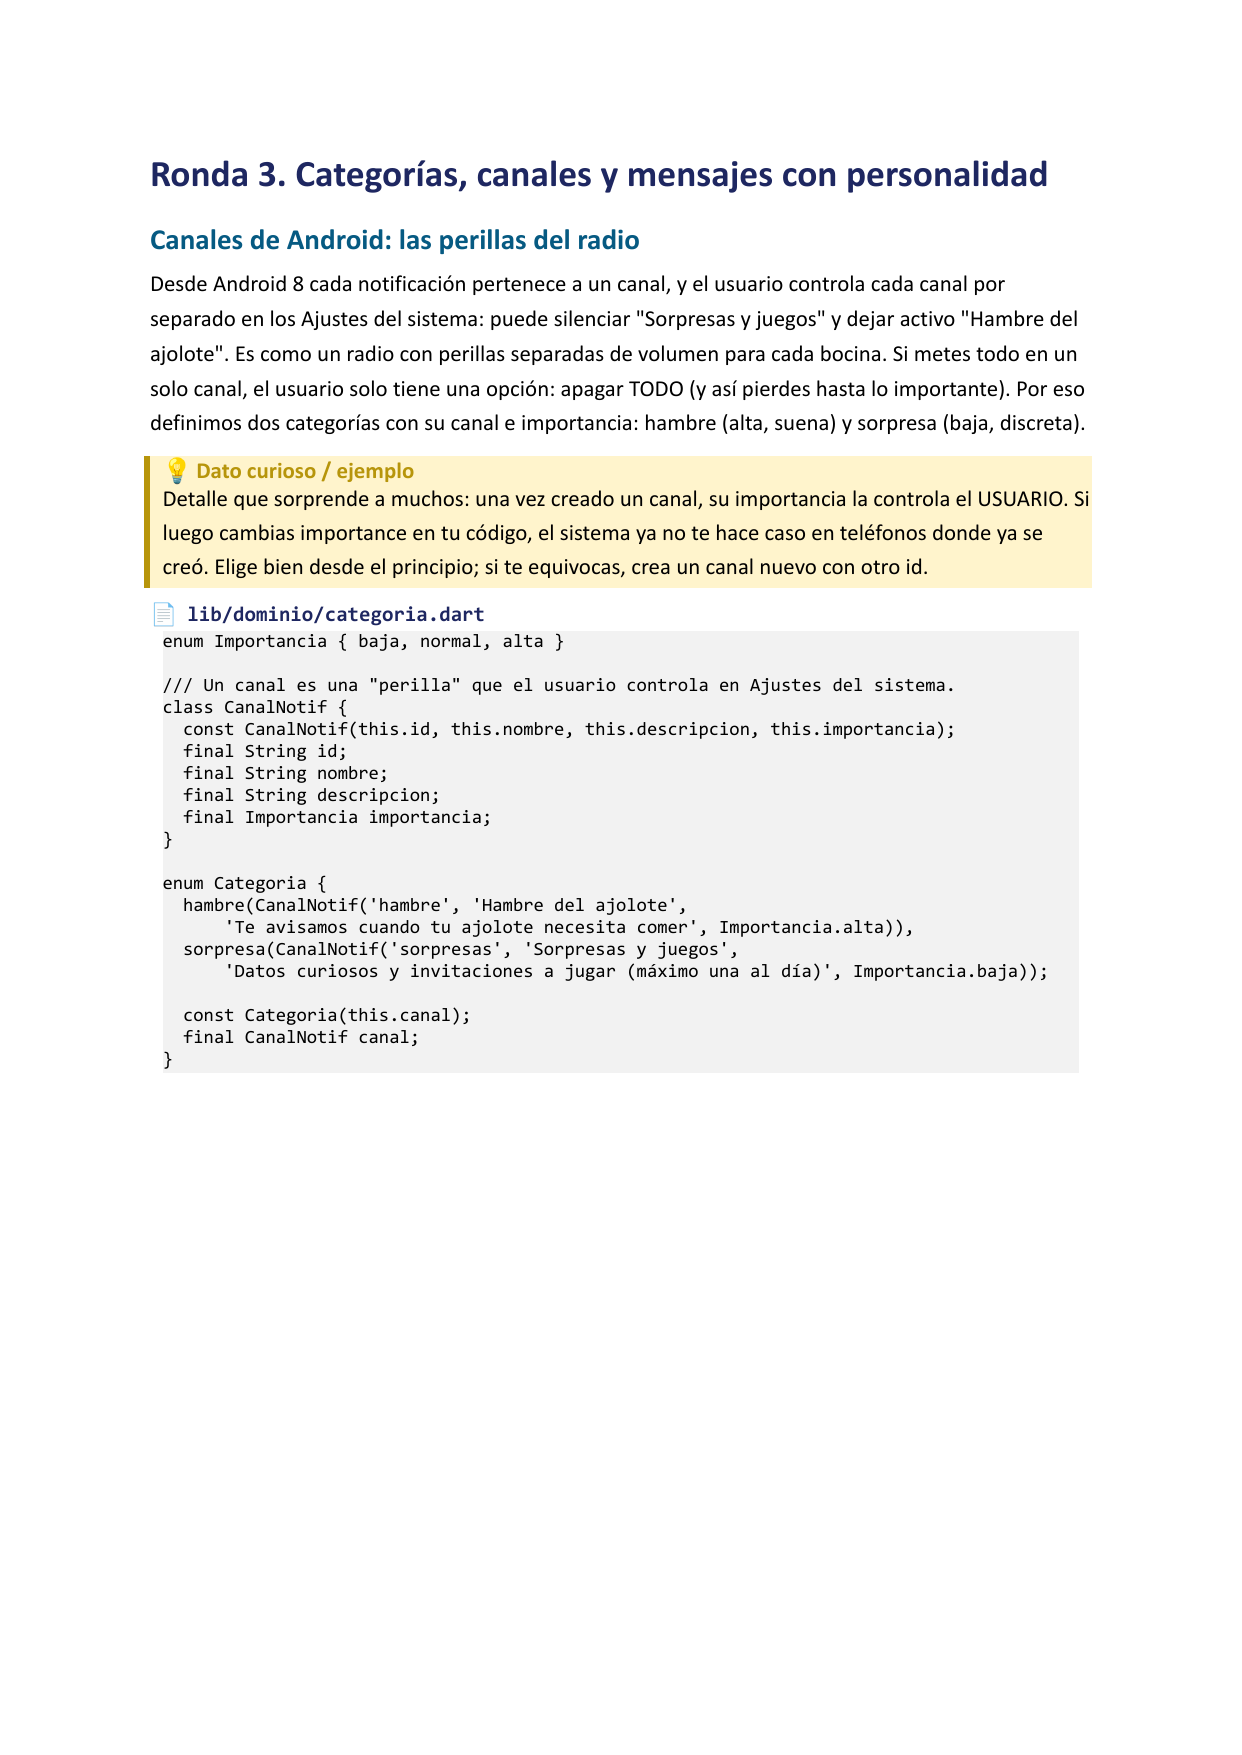 Ronda 3. Categorías, canales y mensajes con personalidad
Canales de Android: las perillas del radio
Desde Android 8 cada notificación pertenece a un canal, y el usuario controla cada canal por
separado en los Ajustes del sistema: puede silenciar "Sorpresas y juegos" y dejar activo "Hambre del
ajolote". Es como un radio con perillas separadas de volumen para cada bocina. Si metes todo en un
solo canal, el usuario solo tiene una opción: apagar TODO (y así pierdes hasta lo importante). Por eso
definimos dos categorías con su canal e importancia: hambre (alta, suena) y sorpresa (baja, discreta).
💡 Dato curioso / ejemplo
Detalle que sorprende a muchos: una vez creado un canal, su importancia la controla el USUARIO. Si
luego cambias importance en tu código, el sistema ya no te hace caso en teléfonos donde ya se
creó. Elige bien desde el principio; si te equivocas, crea un canal nuevo con otro id.
📄 lib/dominio/categoria.dart
enum Importancia { baja, normal, alta }
/// Un canal es una "perilla" que el usuario controla en Ajustes del sistema.
class CanalNotif {
  const CanalNotif(this.id, this.nombre, this.descripcion, this.importancia);
  final String id;
  final String nombre;
  final String descripcion;
  final Importancia importancia;
}
enum Categoria {
  hambre(CanalNotif('hambre', 'Hambre del ajolote',
      'Te avisamos cuando tu ajolote necesita comer', Importancia.alta)),
  sorpresa(CanalNotif('sorpresas', 'Sorpresas y juegos',
      'Datos curiosos y invitaciones a jugar (máximo una al día)', Importancia.baja));
  const Categoria(this.canal);
  final CanalNotif canal;
}